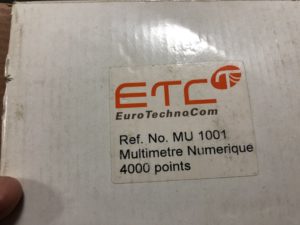 ETC
EuroTechnoCom
Ref. No. MU 1001
Multimetre Numerique
4000 points